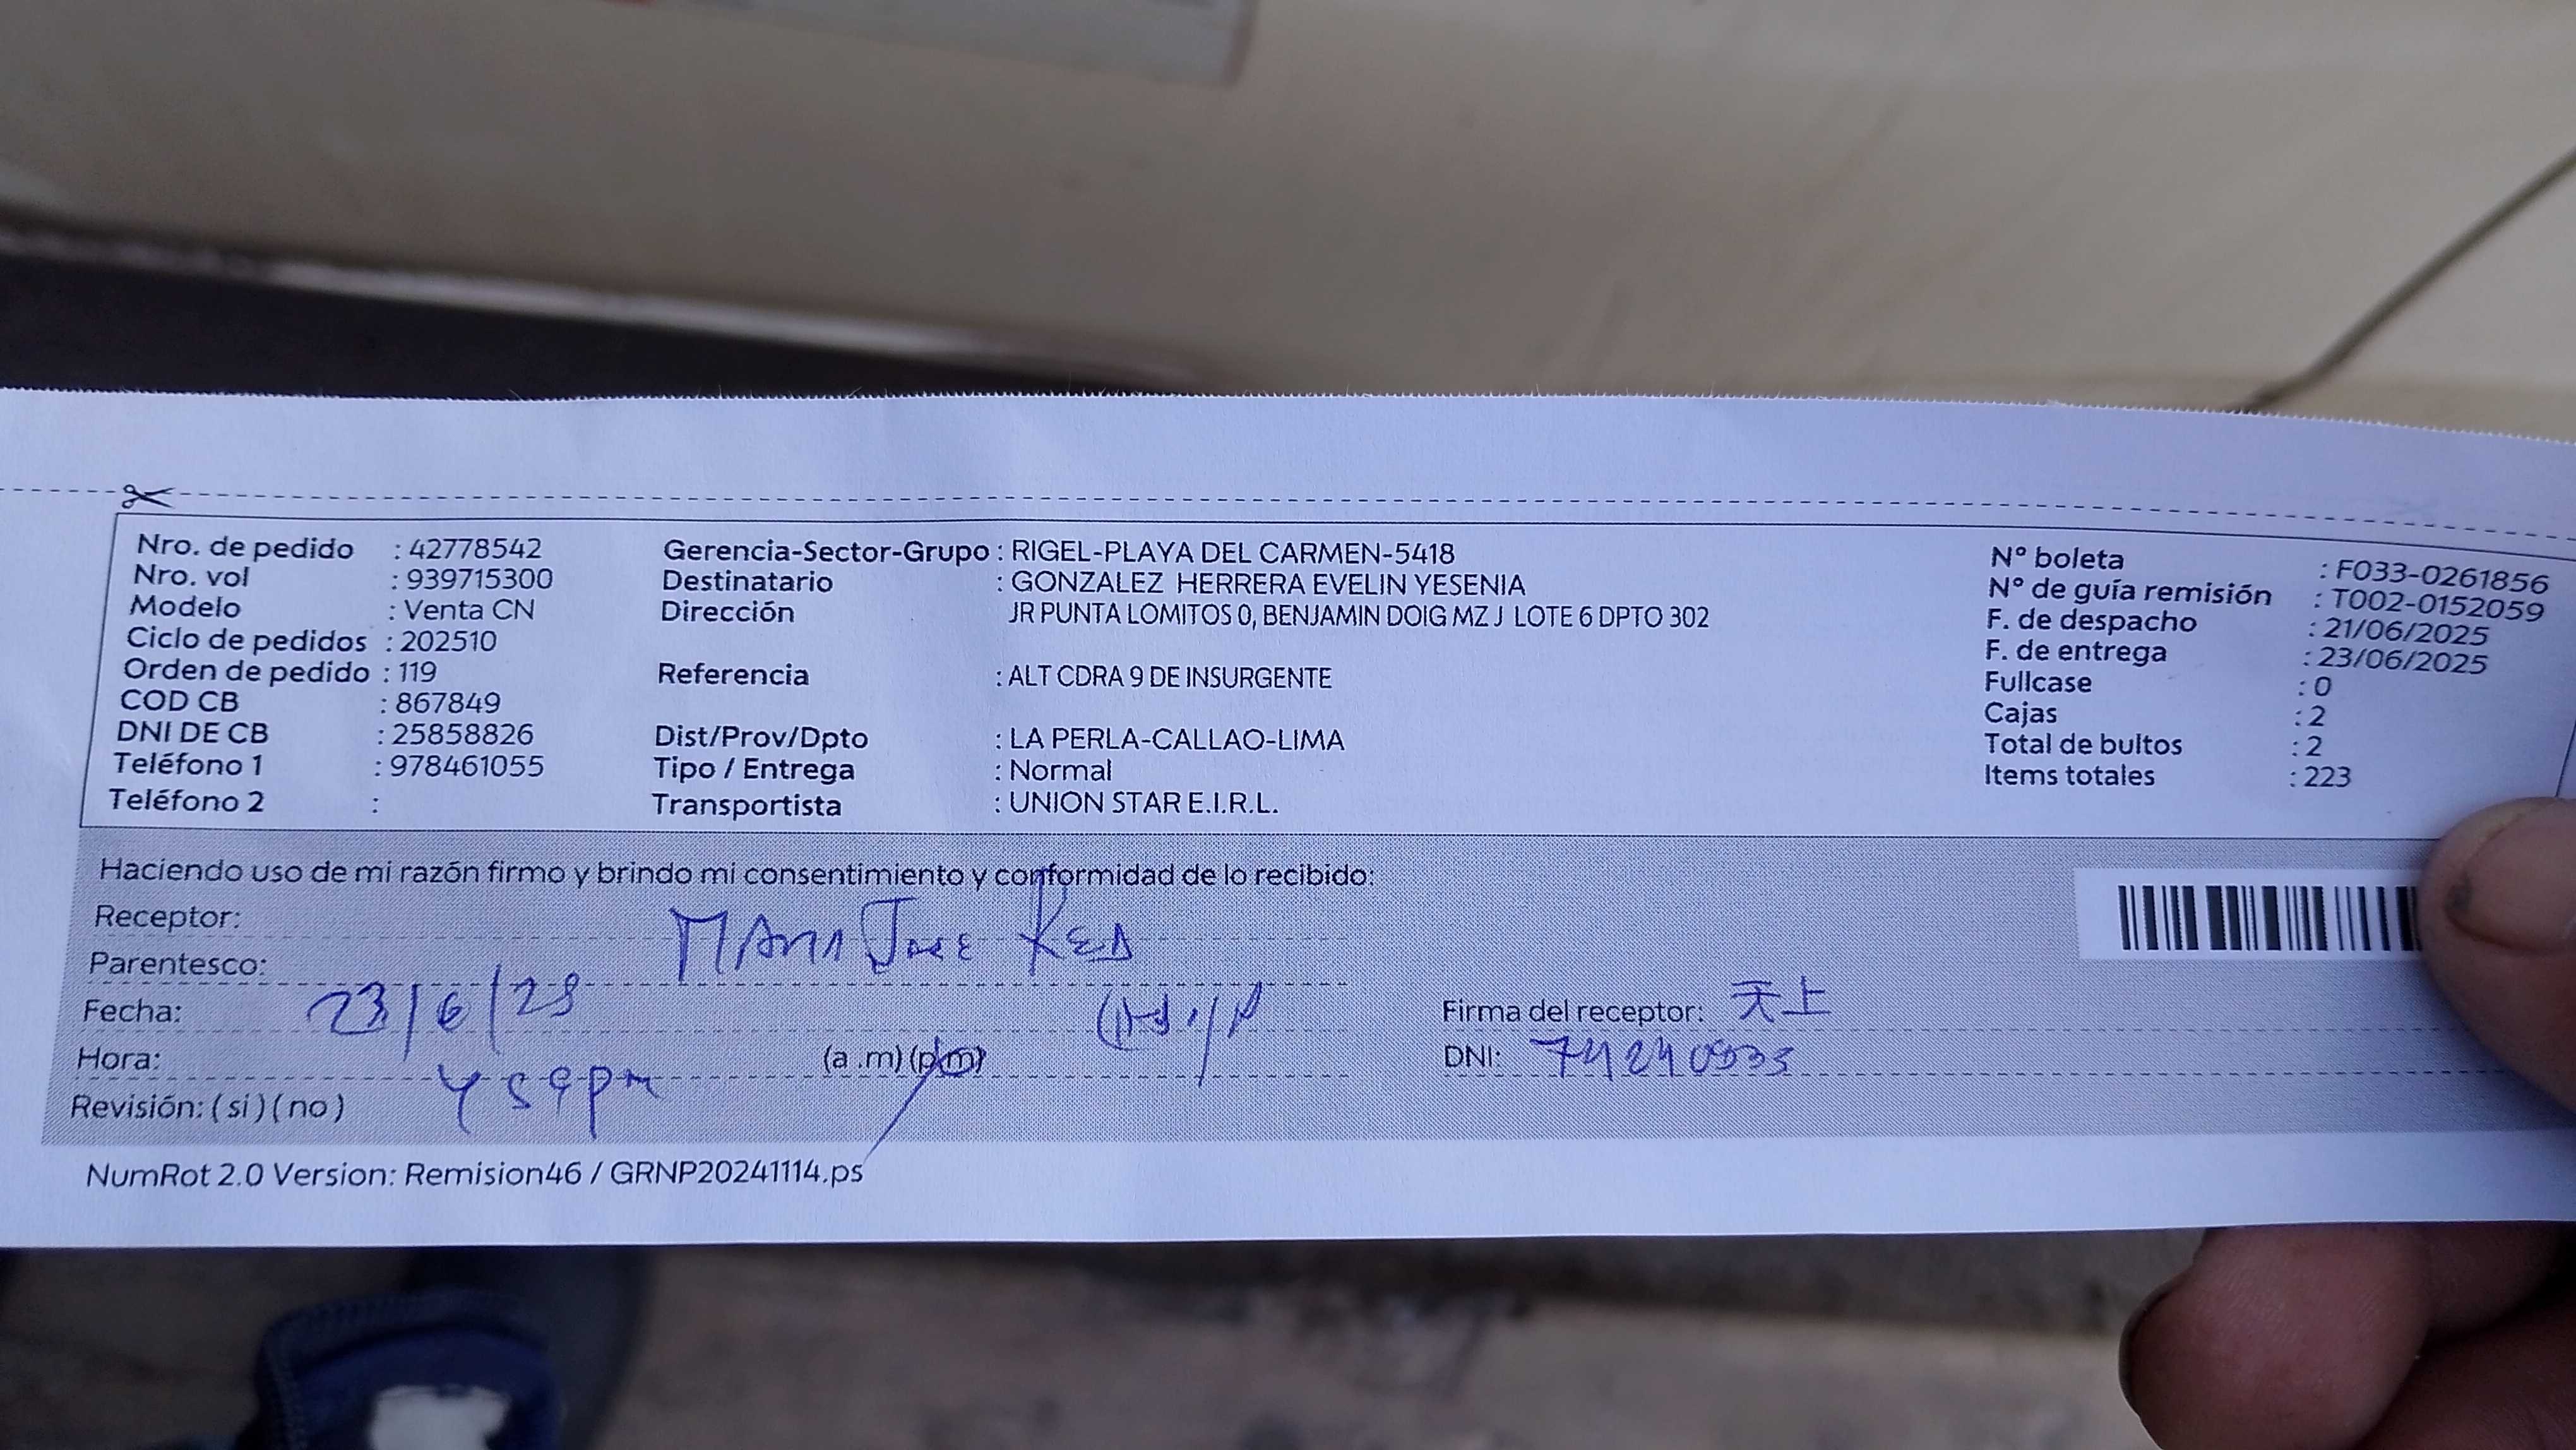 Nro. de pedido : 42778542
Nro. vol : 939715300
Modelo : Venta CN
Ciclo de pedidos : 202510
Orden de pedido : 119
COD CB : 867849
DNI DE CB : 25858826
Teléfono 1 : 978461055
Teléfono 2 :
Gerencia-Sector-Grupo : RIGEL-PLAYA DEL CARMEN-5418
Destinatario : GONZALEZ HERRERA EVELIN YESENIA
Dirección JR PUNTA LOMITOS 0, BENJAMIN DOIG MZ J LOTE 6 DPTO 302
Referencia : ALT CDRA 9 DE INSURGENTE
Dist/Prov/Dpto : LA PERLA-CALLAO-LIMA
Tipo / Entrega : Normal
Transportista : UNION STAR E.I.R.L.
N° boleta : F033-0261856
N° de guía remisión : T002-0152059
F. de despacho : 21/06/2025
F. de entrega : 23/06/2025
Fullcase : 0
Cajas : 2
Total de bultos : 2
Items totales : 223
Haciendo uso de mi razón firmo y brindo mi consentimiento y conformidad de lo recibido:
Receptor:
Parentesco:
Fecha: 23/6/25
Hora: (a .m) (p.m)
Revisión: ( si ) ( no )
Firma del receptor: 天上
DNI:
NumRot 2.0 Version: Remision46 / GRNP20241114.ps